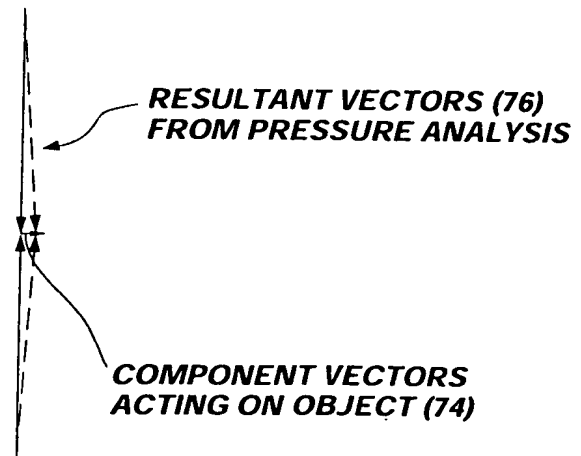 RESULTANT VECTORS (76)
FROM PRESSURE ANALYSIS
COMPONENT VECTORS
ACTING ON OBJECT (74)